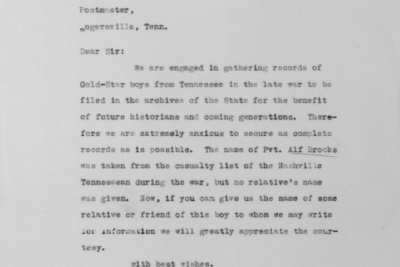 Postmaster,
Rogersville, Tenn.
Dear Sir:
We are engaged in gathering records of
Gold-Star boys from Tennessee in the late war to be
filed in the archives of the State for the benefit
of future historians and coming generations. There-
fore we are extremely anxious to secure as complete
records as is possible. The name of Pvt. Alf Brooks
was taken from the casualty list of the Nashville
Tennessean during the war, but no relative's name
was given. Now, if you can give us the name of some
relative or friend of this boy to whom we may write
for information we will greatly appreciate the cour-
tesy.
with best wishes,